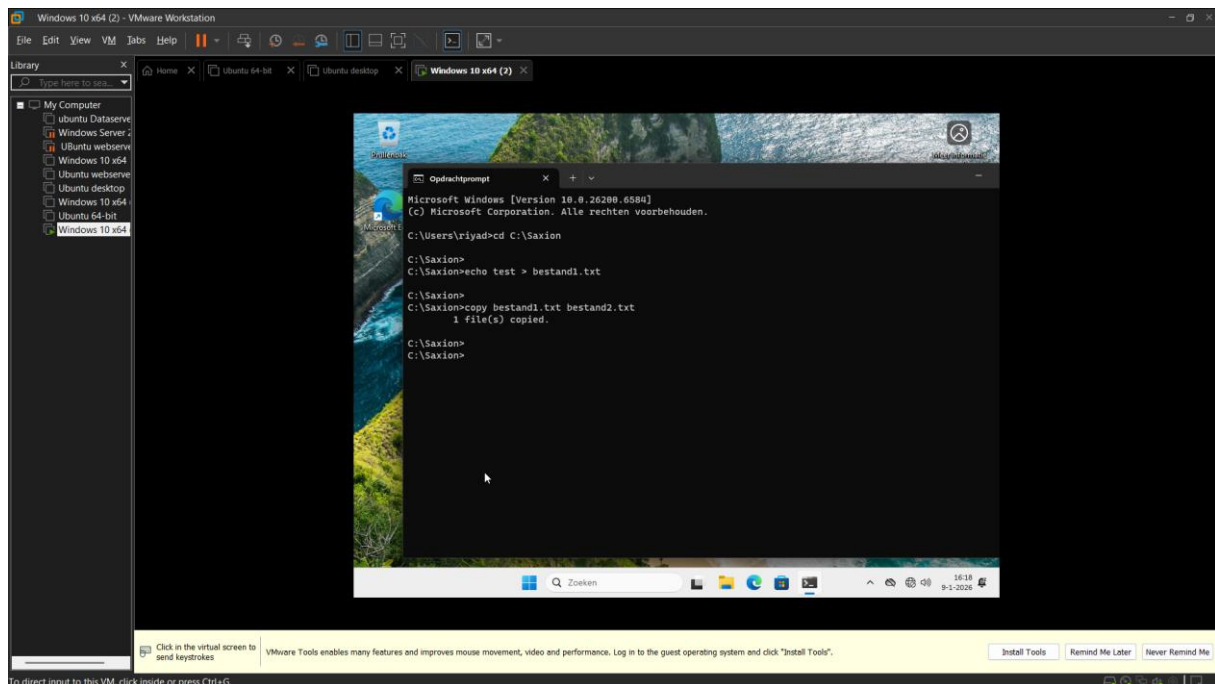 Windows 10 x64 (2) - VMware Workstation
File Edit View VM Tabs Help
Library
Type here to sea...
My Computer
ubuntu Dataserve
Windows Server 2
UBuntu webserve
Windows 10 x64
Ubuntu webserve
Ubuntu desktop
Windows 10 x64
Ubuntu 64-bit
Windows 10 x64
Home
Ubuntu 64-bit
Ubuntu desktop
Windows 10 x64 (2)
Prullenbak
Microsoft E
Opdrachtprompt
Microsoft Windows [Version 10.0.26200.6584]
(c) Microsoft Corporation. Alle rechten voorbehouden.
C:\Users\riyad>cd C:\Saxion
C:\Saxion>
C:\Saxion>echo test > bestand1.txt
C:\Saxion>
C:\Saxion>copy bestand1.txt bestand2.txt
1 file(s) copied.
C:\Saxion>
C:\Saxion>
Zoeken
16:18
9-1-2026
Click in the virtual screen to
send keystrokes
VMware Tools enables many features and improves mouse movement, video and performance. Log in to the guest operating system and click "Install Tools".
Install Tools
Remind Me Later
Never Remind Me
To direct input to this VM, click inside or press Ctrl+G.